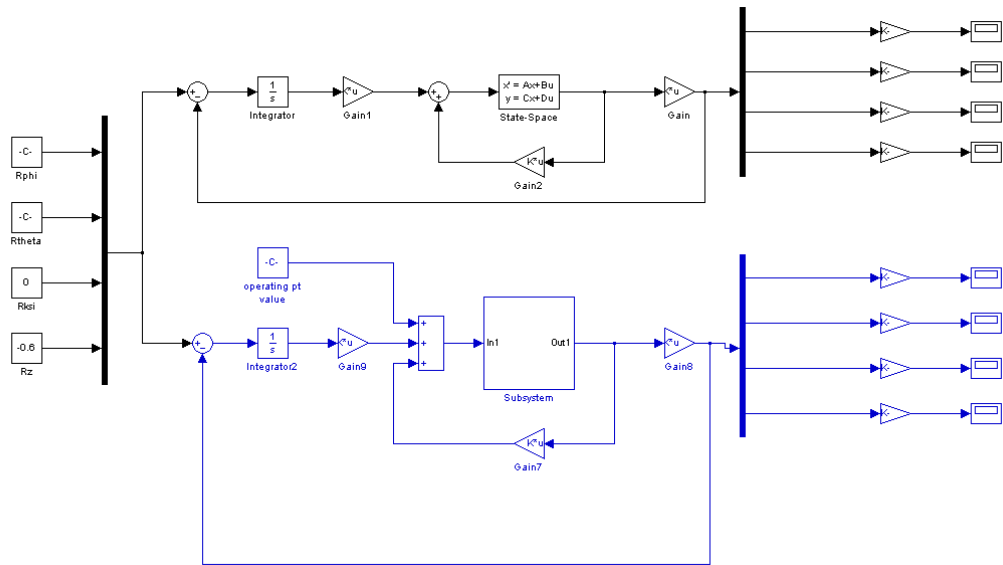 K-
K-
K-
K-
+
-
1
s
Integrator
K*u
Gain1
+
+
x' = Ax+Bu
y = Cx+Du
State-Space
K*u
Gain
K*u
Gain2
-C-
Rphi
-C-
Rtheta
0
Rksi
-0.6
Rz
-C-
operating pt
value
+
-
1
s
Integrator2
K*u
Gain9
+
+
+
In1
Out1
Subsystem
K*u
Gain8
K*u
Gain7
K-
K-
K-
K-